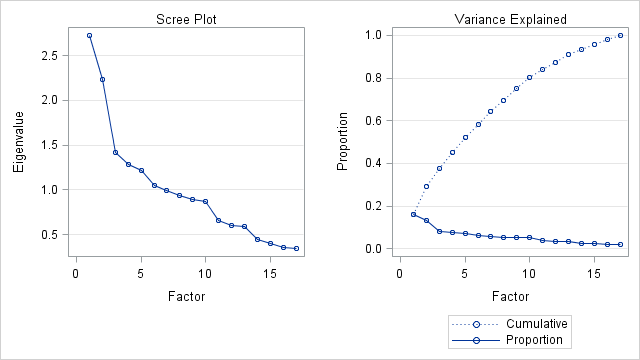 Scree Plot
Eigenvalue
2.5
2.0
1.5
1.0
0.5
0 5 10 15
Factor
Variance Explained
Proportion
1.0
0.8
0.6
0.4
0.2
0.0
0 5 10 15
Factor
Cumulative
Proportion